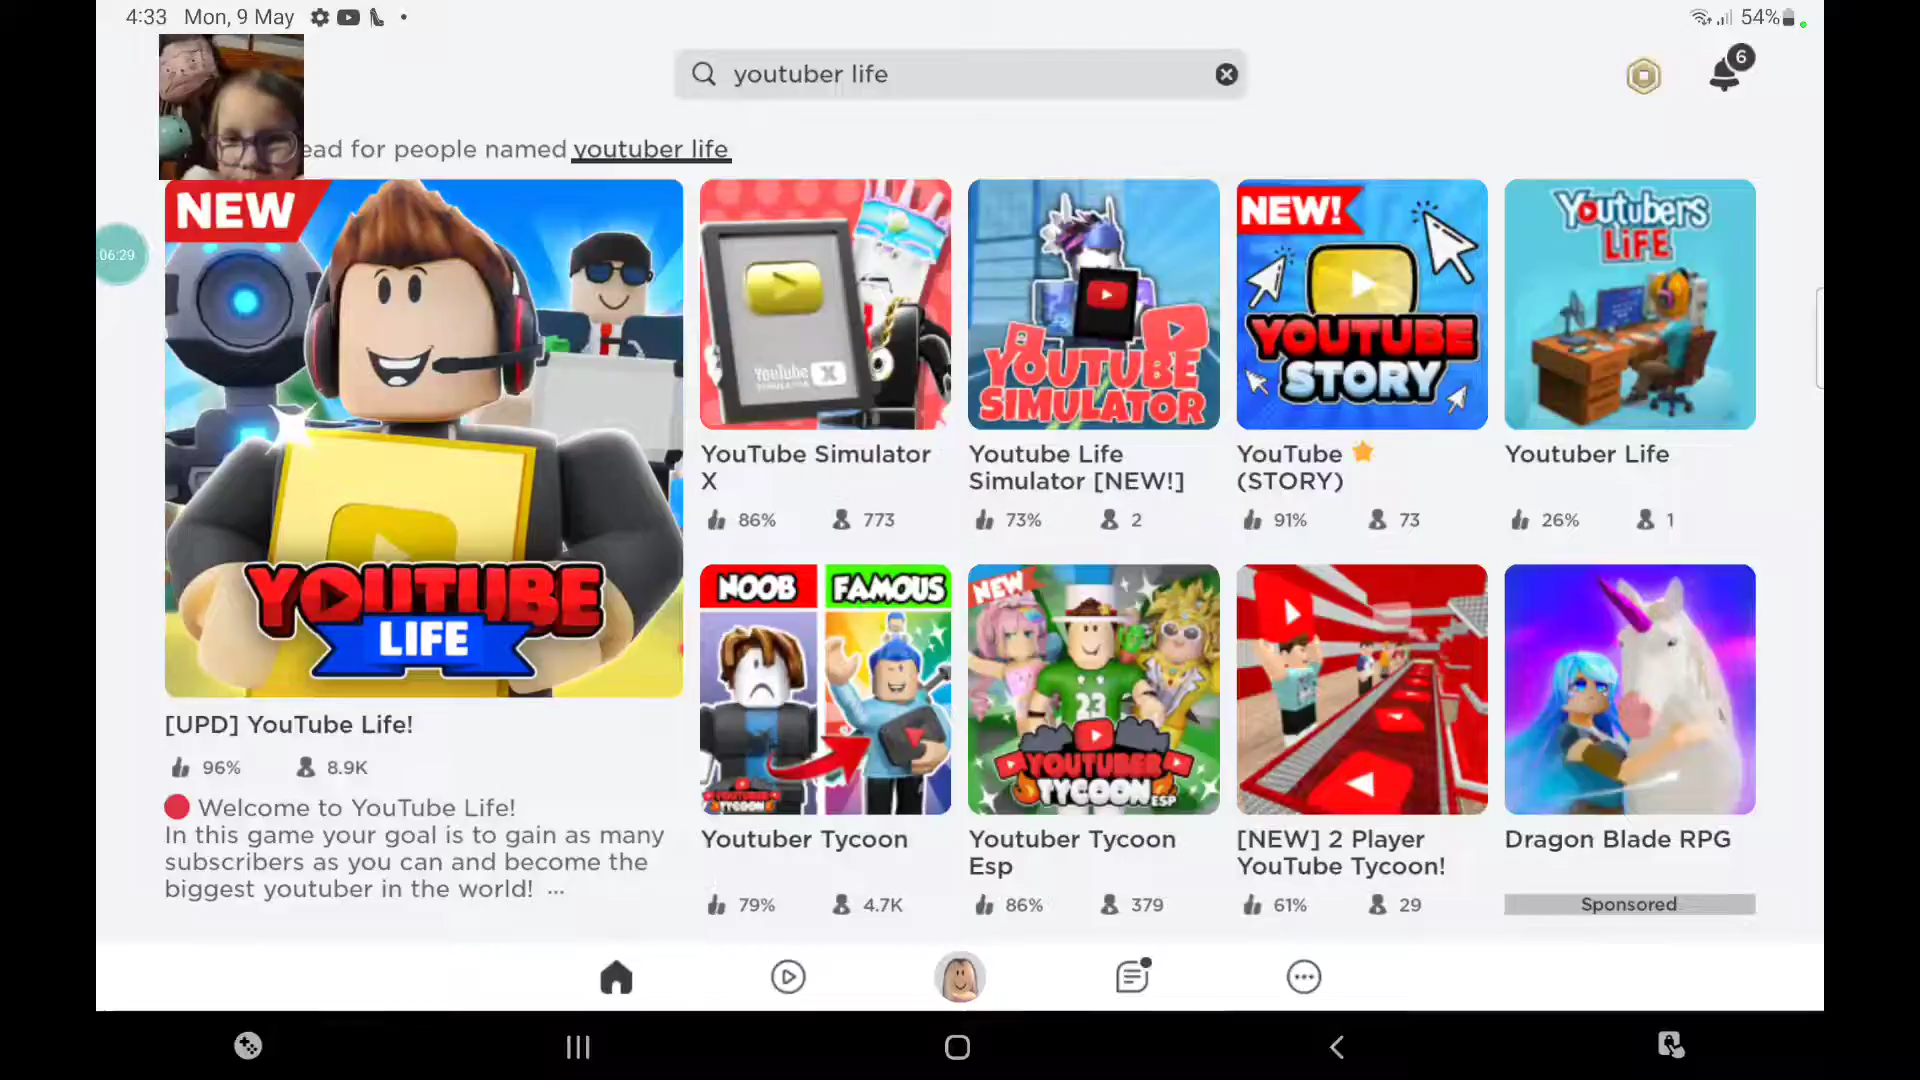 4:33 Mon, 9 May
54%
youtuber life
6
ead for people named youtuber life
06:29
NEW
YOUTUBE
LIFE
[UPD] YouTube Life!
96% 8.9K
Welcome to YouTube Life!
In this game your goal is to gain as many
subscribers as you can and become the
biggest youtuber in the world! ...
YouTube X
SIMULATOR
YouTube Simulator
X
86% 773
YOUTUBE
SIMULATOR
Youtube Life
Simulator [NEW!]
73% 2
NEW!
YOUTUBE
STORY
YouTube ⭐
(STORY)
91% 73
YouTubers
LiFE
Youtuber Life
26% 1
NOOB FAMOUS
YOUTUBER
TYCOON
Youtuber Tycoon
79% 4.7K
NEW
23
YOUTUBER
TYCOON ESP
Youtuber Tycoon
Esp
86% 379
[NEW] 2 Player
YouTube Tycoon!
61% 29
Dragon Blade RPG
Sponsored